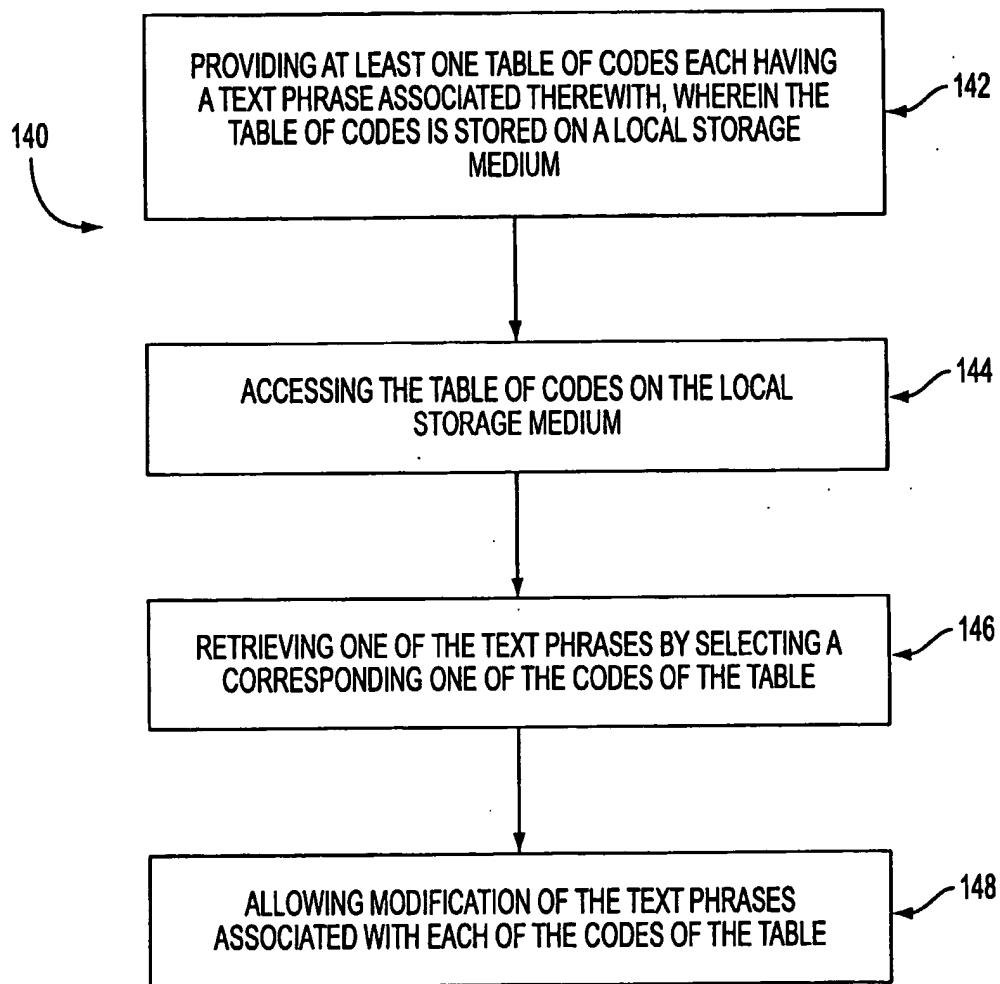 140
PROVIDING AT LEAST ONE TABLE OF CODES EACH HAVING
A TEXT PHRASE ASSOCIATED THEREWITH, WHEREIN THE
TABLE OF CODES IS STORED ON A LOCAL STORAGE
MEDIUM
142
ACCESSING THE TABLE OF CODES ON THE LOCAL
STORAGE MEDIUM
144
RETRIEVING ONE OF THE TEXT PHRASES BY SELECTING A
CORRESPONDING ONE OF THE CODES OF THE TABLE
146
ALLOWING MODIFICATION OF THE TEXT PHRASES
ASSOCIATED WITH EACH OF THE CODES OF THE TABLE
148